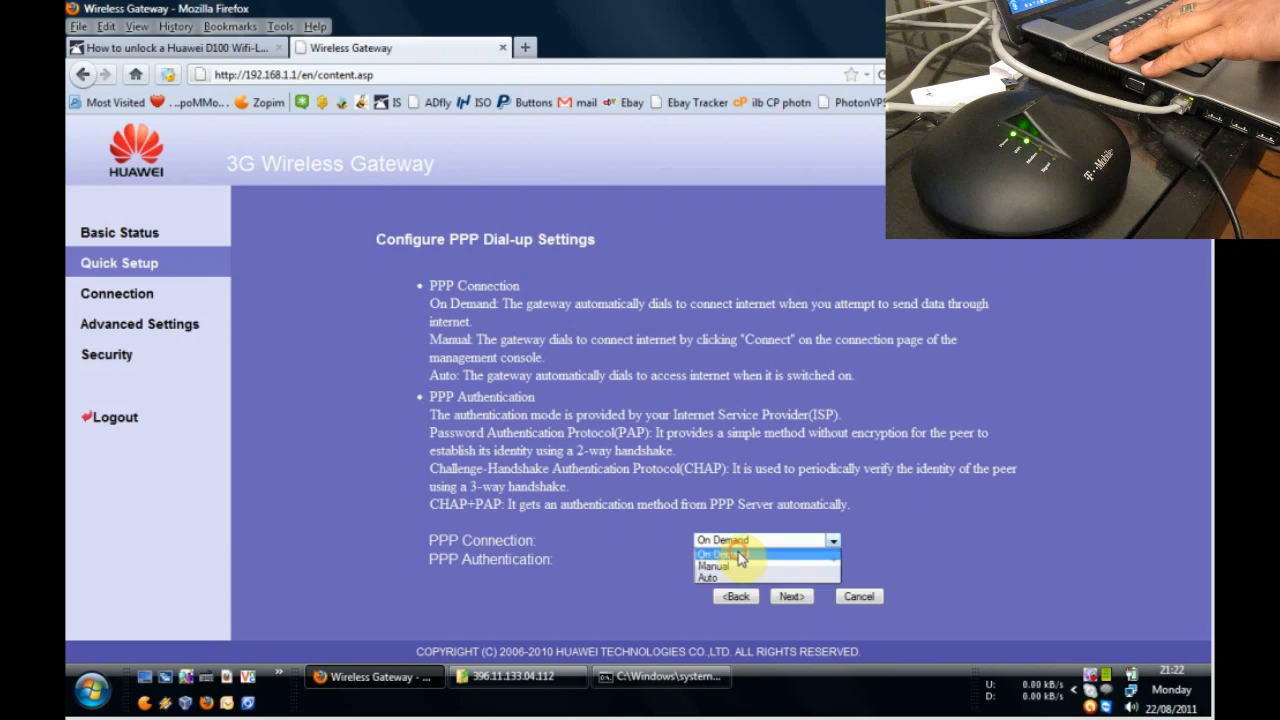 Wireless Gateway - Mozilla Firefox
File Edit View History Bookmarks Tools Help
How to unlock a Huawei D100 Wifi-L... × Wireless Gateway × +
http://192.168.1.1/en/content.asp
Most Visited ...poMMo... Zopim IS ADfly ISO Buttons mail Ebay Ebay Tracker ilb CP photn PhotonVPS
HUAWEI
3G Wireless Gateway
T··Mobile·
Basic Status
Quick Setup
Connection
Advanced Settings
Security
Logout
Configure PPP Dial-up Settings
• PPP Connection
On Demand: The gateway automatically dials to connect internet when you attempt to send data through
internet.
Manual: The gateway dials to connect internet by clicking "Connect" on the connection page of the
management console.
Auto: The gateway automatically dials to access internet when it is switched on.
• PPP Authentication
The authentication mode is provided by your Internet Service Provider(ISP).
Password Authentication Protocol(PAP): It provides a simple method without encryption for the peer to
establish its identity using a 2-way handshake.
Challenge-Handshake Authentication Protocol(CHAP): It is used to periodically verify the identity of the peer
using a 3-way handshake.
CHAP+PAP: It gets an authentication method from PPP Server automatically.
PPP Connection: On Demand
On Demand
Manual
Auto
PPP Authentication:
<Back Next> Cancel
COPYRIGHT (C) 2006-2010 HUAWEI TECHNOLOGIES CO.,LTD. ALL RIGHTS RESERVED.
Wireless Gateway - ... 396.11.133.04.112 C:\Windows\system...
U: 0.00 kB/s
D: 0.00 kB/s
21:22
Monday
22/08/2011